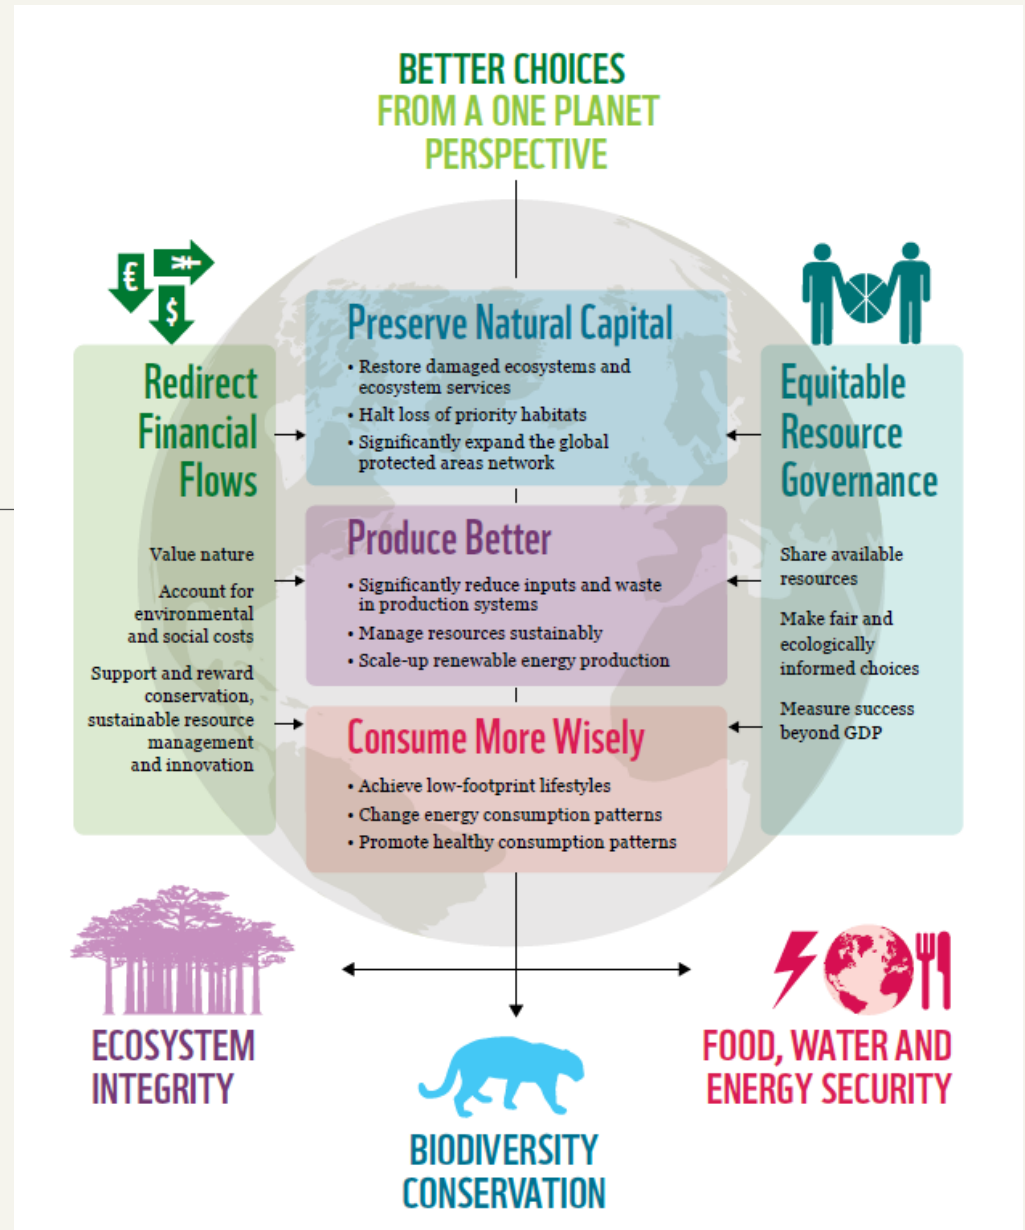 BETTER CHOICES
FROM A ONE PLANET
PERSPECTIVE
€
¥
$
Redirect
Financial
Flows
Value nature
Account for
environmental
and social costs
Support and reward
conservation,
sustainable resource
management
and innovation
Preserve Natural Capital
• Restore damaged ecosystems and
ecosystem services
• Halt loss of priority habitats
• Significantly expand the global
protected areas network
Produce Better
• Significantly reduce inputs and waste
in production systems
• Manage resources sustainably
• Scale-up renewable energy production
Consume More Wisely
• Achieve low-footprint lifestyles
• Change energy consumption patterns
• Promote healthy consumption patterns
Equitable
Resource
Governance
Share available
resources
Make fair and
ecologically
informed choices
Measure success
beyond GDP
ECOSYSTEM
INTEGRITY
BIODIVERSITY
CONSERVATION
FOOD, WATER AND
ENERGY SECURITY